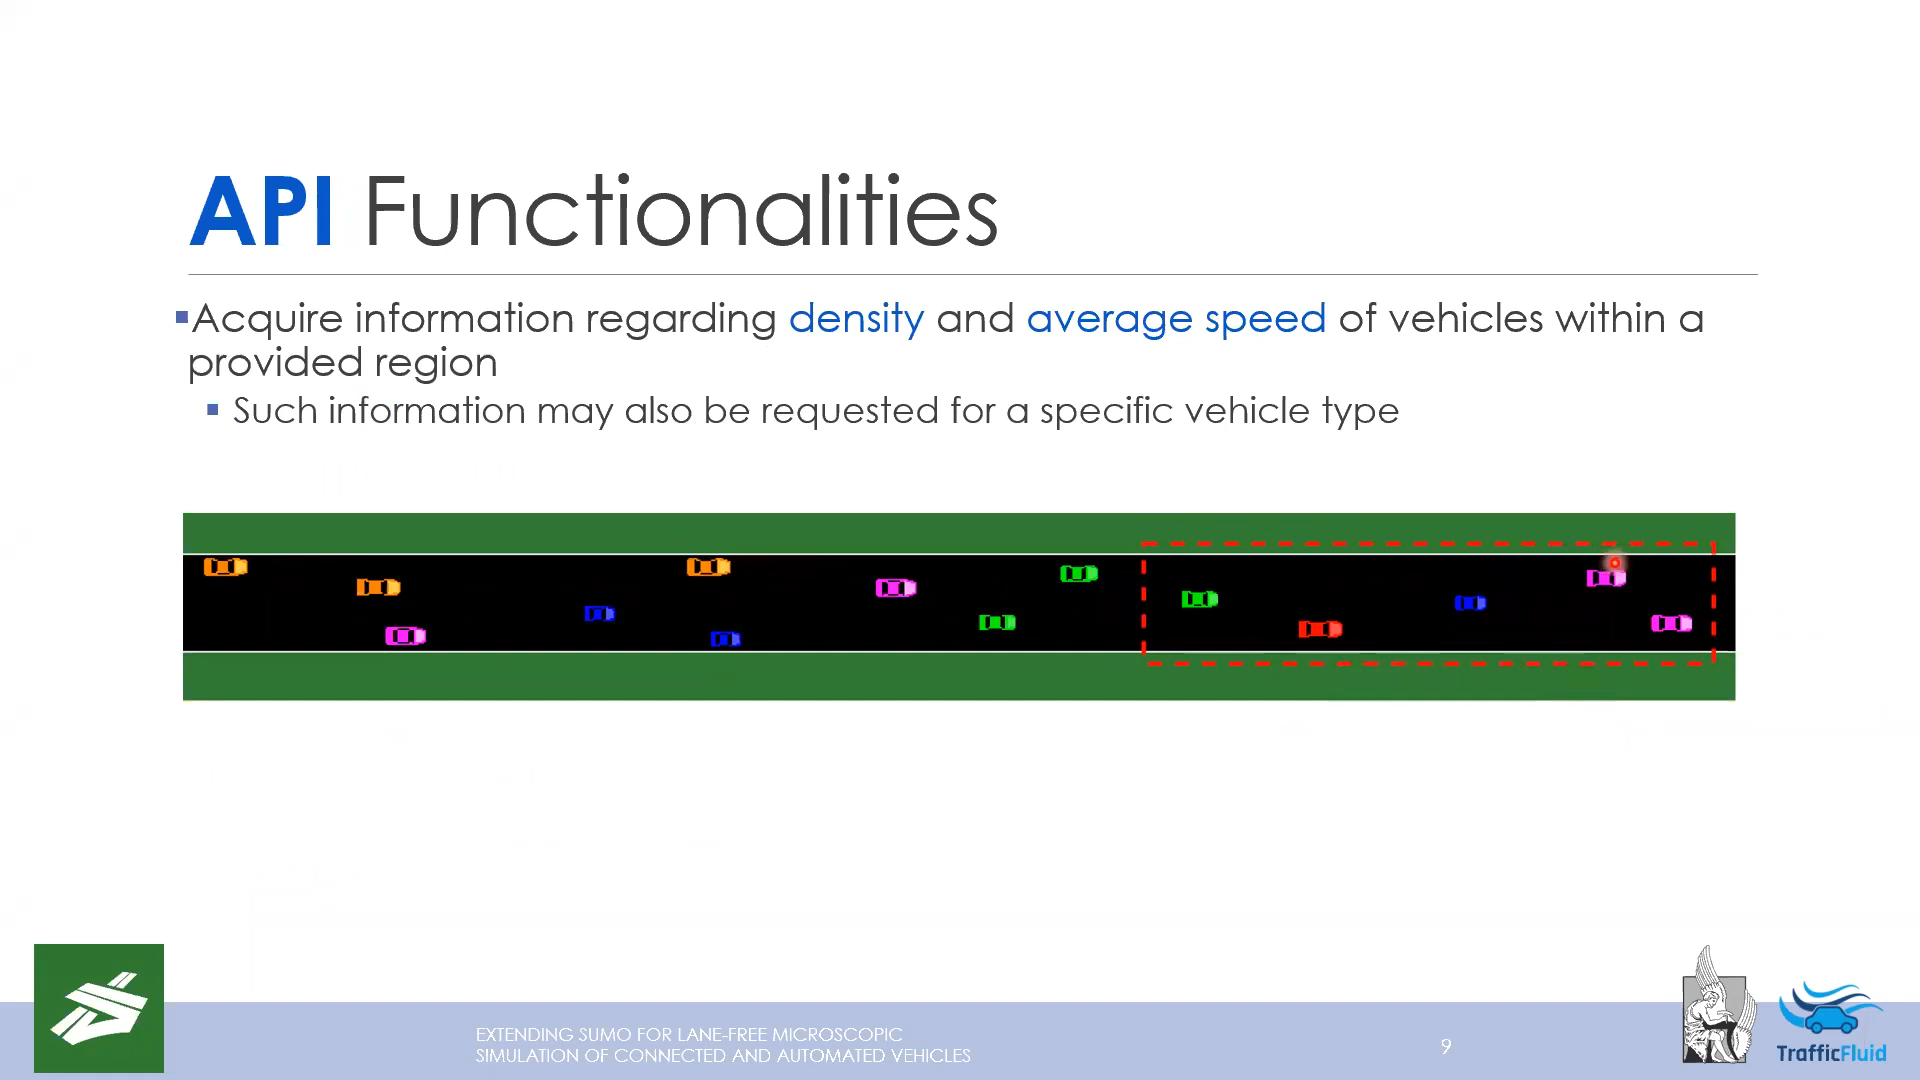 API Functionalities
▪Acquire information regarding density and average speed of vehicles within a
provided region
▪ Such information may also be requested for a specific vehicle type
EXTENDING SUMO FOR LANE-FREE MICROSCOPIC
SIMULATION OF CONNECTED AND AUTOMATED VEHICLES
9
TrafficFluid